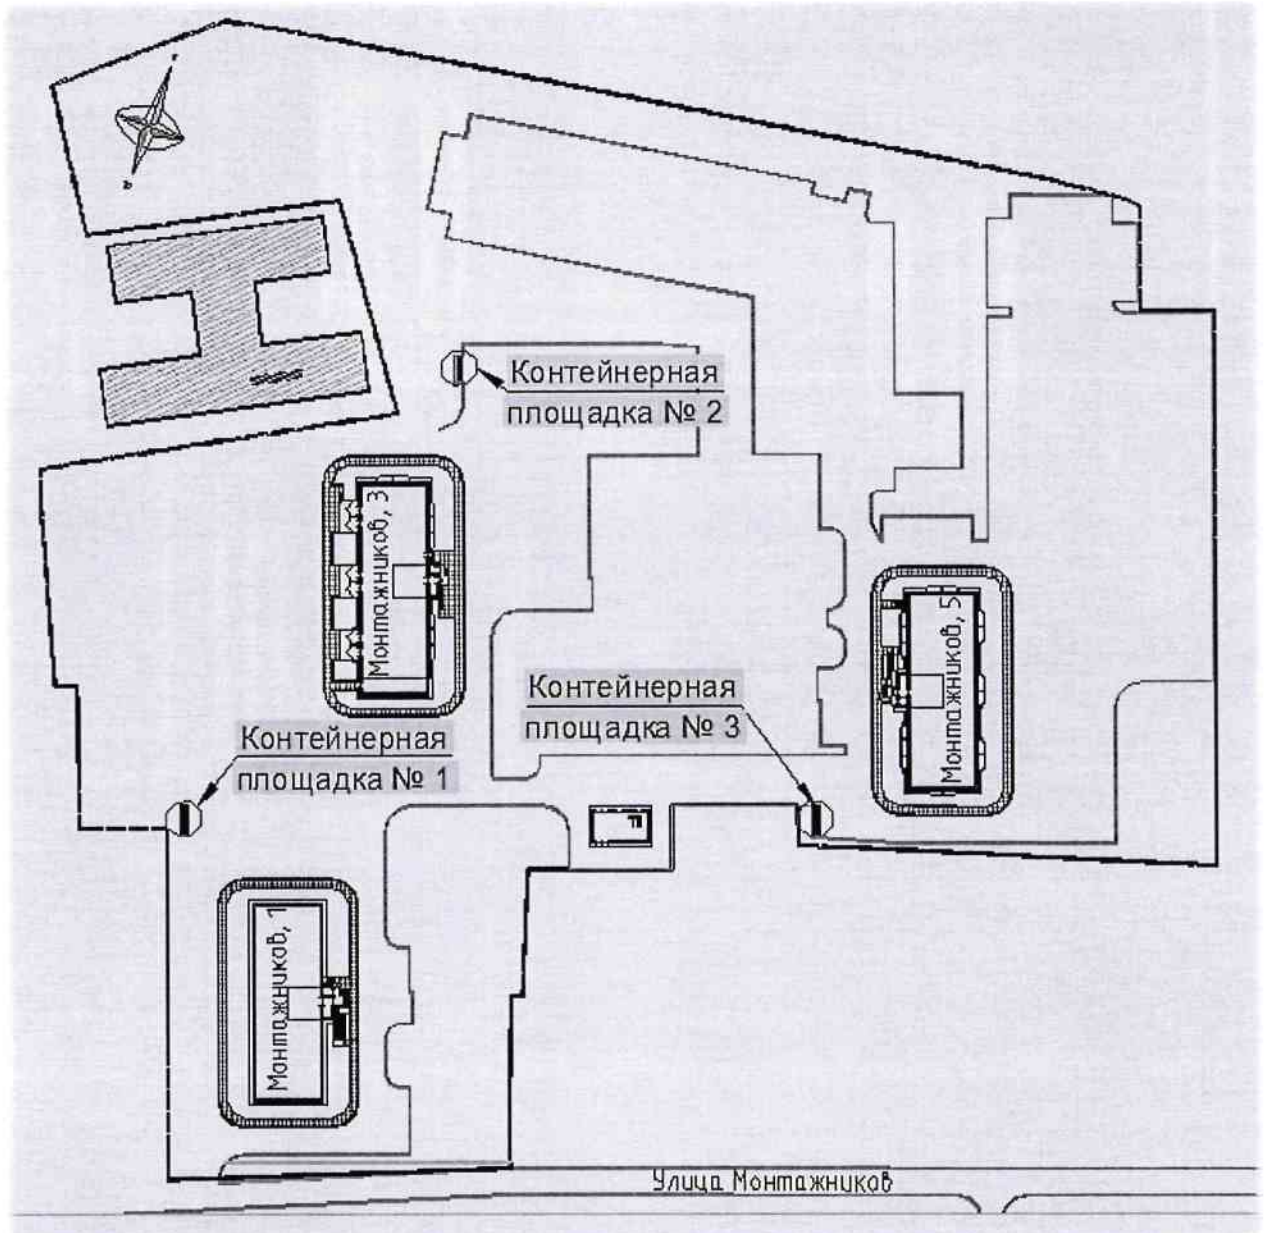 Контейнерная
площадка № 2
Монтажников, 3
Монтажников, 5
Контейнерная
площадка № 3
Контейнерная
площадка № 1
Монтажников, 1
Улица Монтажников